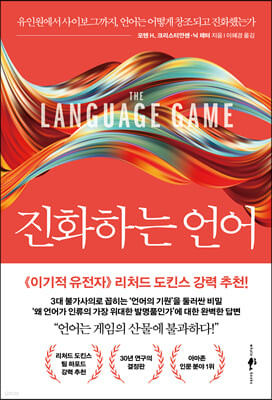 유인원에서 사이보그까지, 언어는 어떻게 창조되고 진화했는가
모텐 H. 크리스티안센·닉 채터 지음 | 이혜경 옮김
THE
LANGUAGE GAME
진화하는 언어
《이기적 유전자》 리처드 도킨스 강력 추천!
3대 불가사의로 꼽히는 ‘언어의 기원’을 둘러싼 비밀
‘왜 언어가 인류의 가장 위대한 발명품인가’에 대한 완벽한 답변
“언어는 게임의 산물에 불과하다!”
리처드 도킨스
팀 하포드
강력 추천
30년 연구의
결정판
아마존
인문 분야 1위